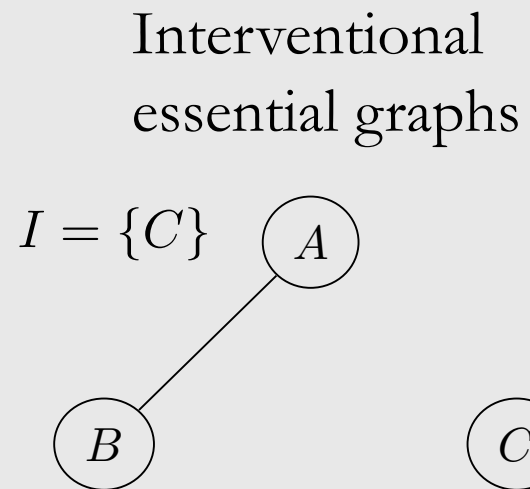 Interventional
essential graphs
I = {C}
A
B
C